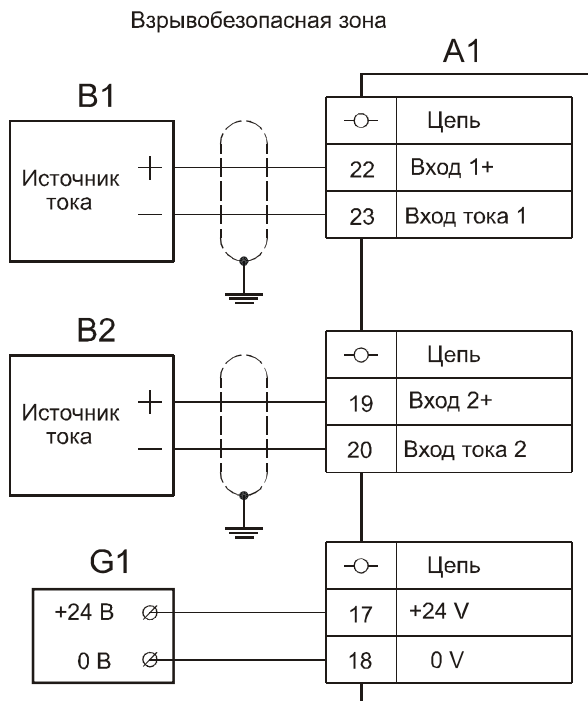 Взрывобезопасная зона
A1
B1
Цепь
Источник
тока
+
−
22 Вход 1+
23 Вход тока 1
B2
Цепь
Источник
тока
+
−
19 Вход 2+
20 Вход тока 2
G1
Цепь
+24 В
17 +24 V
0 В
18 0 V